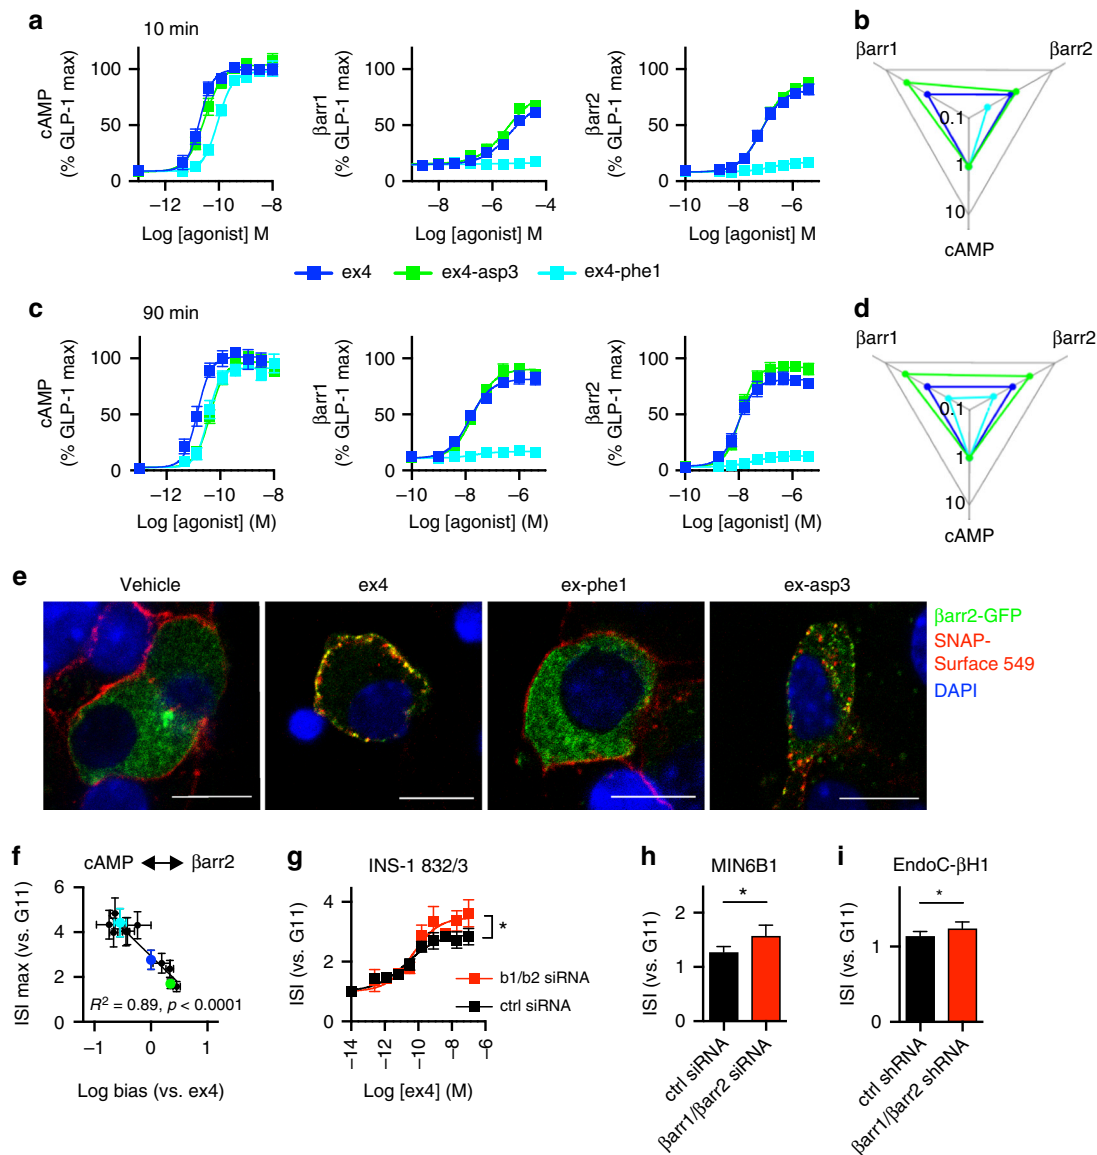 a
10 min
cAMP
(% GLP-1 max)
100
50
0
−12
−10
−8
Log [agonist] M
βarr1
(% GLP-1 max)
100
50
0
−8
−6
−4
Log [agonist] M
βarr2
(% GLP-1 max)
100
50
0
−10
−8
−6
Log [agonist] M
b
βarr1
βarr2
0.1
1
10
cAMP
ex4
ex4-asp3
ex4-phe1
c
90 min
cAMP
(% GLP-1 max)
100
50
0
−12
−10
−8
Log [agonist] (M)
βarr1
(% GLP-1 max)
100
50
0
−10
−8
−6
Log [agonist] (M)
βarr2
(% GLP-1 max)
100
50
0
−10
−8
−6
Log [agonist] (M)
d
βarr1
βarr2
0.1
1
10
cAMP
e
Vehicle
ex4
ex-phe1
ex-asp3
βarr2-GFP
SNAP-
Surface 549
DAPI
f
cAMP
βarr2
ISI max (vs. G11)
6
4
2
0
R² = 0.89, p < 0.0001
−1
0
1
Log bias (vs. ex4)
g
INS-1 832/3
ISI (vs. G11)
6
4
2
0
*
b1/b2 siRNA
ctrl siRNA
−14
−12
−10
−8
−6
Log [ex4] (M)
h
MIN6B1
ISI (vs. G11)
2
1
0
*
ctrl siRNA
βarr1/βarr2 siRNA
i
EndoC-βH1
ISI (vs. G11)
1
0
*
ctrl shRNA
βarr1/βarr2 shRNA